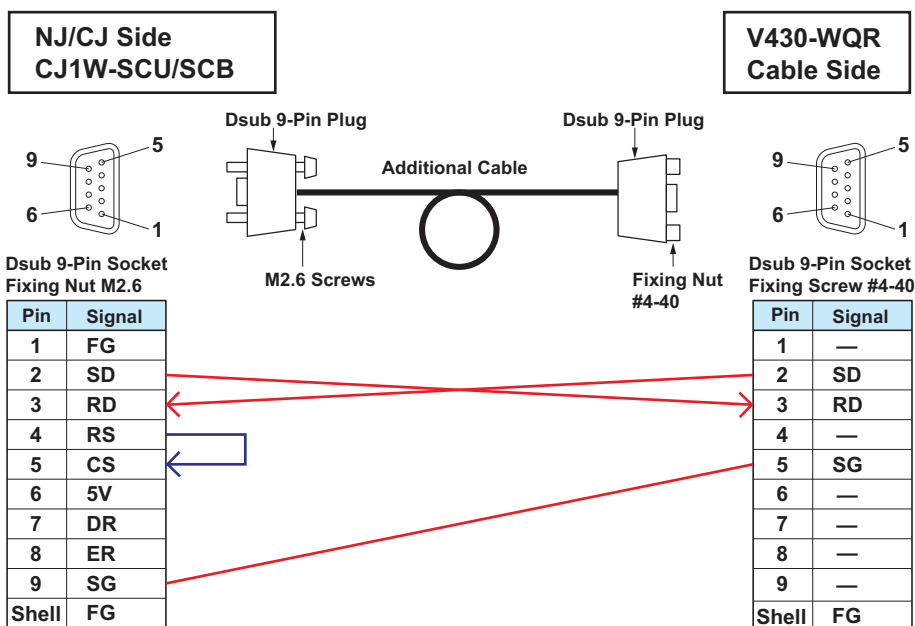 NJ/CJ Side
CJ1W-SCU/SCB
V430-WQR
Cable Side
Dsub 9-Pin Plug
Dsub 9-Pin Plug
Additional Cable
9
5
6
1
9
5
6
1
M2.6 Screws
Fixing Nut
#4-40
Dsub 9-Pin Socket
Fixing Nut M2.6
Dsub 9-Pin Socket
Fixing Screw #4-40
Pin Signal
1 FG
2 SD
3 RD
4 RS
5 CS
6 5V
7 DR
8 ER
9 SG
Shell FG
Pin Signal
1 —
2 SD
3 RD
4 —
5 SG
6 —
7 —
8 —
9 —
Shell FG